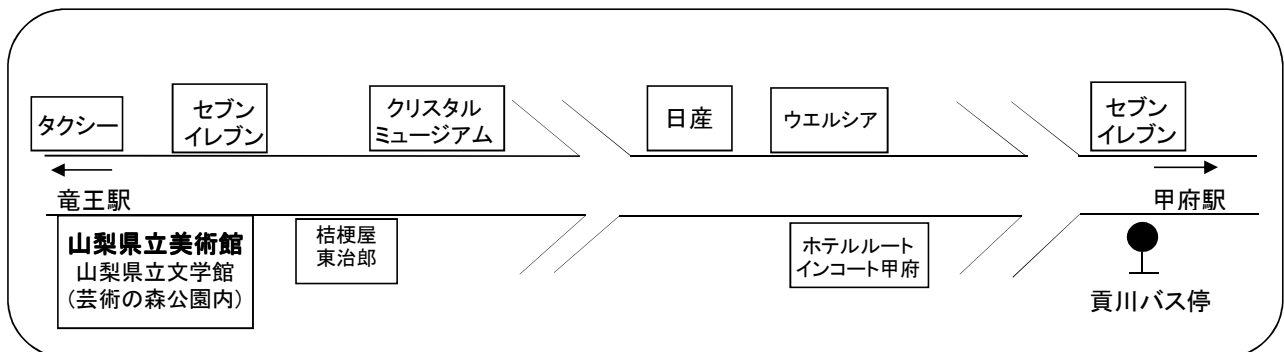 タクシー
セブン
イレブン
クリスタル
ミュージアム
日産
ウエルシア
セブン
イレブン
竜王駅
甲府駅
山梨県立美術館
山梨県立文学館
(芸術の森公園内)
桔梗屋
東治郎
ホテルルート
インコート甲府
貢川バス停